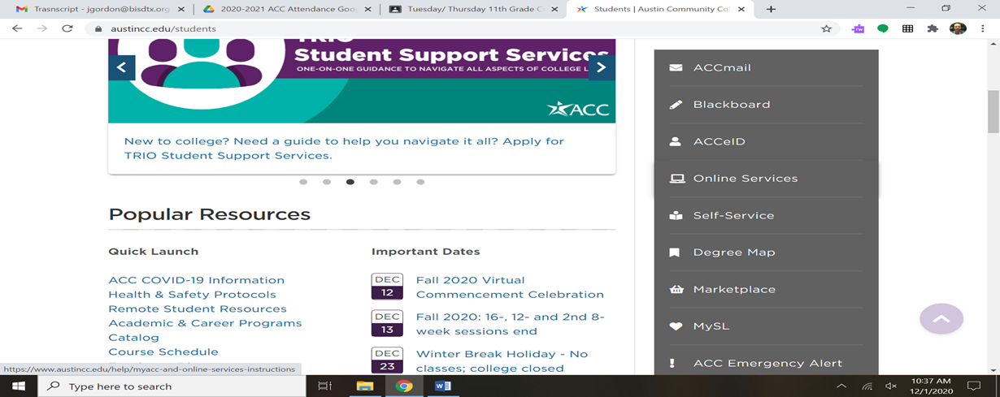 Trasnscript - jgordon@bisdtx.org
2020-2021 ACC Attendance Goo
Tuesday/ Thursday 11th Grade C
Students | Austin Community Col
austincc.edu/students
TRIO
Student Support Services
ONE-ON-ONE GUIDANCE TO NAVIGATE ALL ASPECTS OF COLLEGE L
ACC
New to college? Need a guide to help you navigate it all? Apply for
TRIO Student Support Services.
Popular Resources
Quick Launch
ACC COVID-19 Information
Health & Safety Protocols
Remote Student Resources
Academic & Career Programs
Catalog
Course Schedule
Important Dates
DEC
12
Fall 2020 Virtual
Commencement Celebration
DEC
13
Fall 2020: 16-, 12- and 2nd 8-
week sessions end
DEC
23
Winter Break Holiday - No
classes; college closed
ACCmail
Blackboard
ACCeID
Online Services
Self-Service
Degree Map
Marketplace
MySL
ACC Emergency Alert
https://www.austincc.edu/help/myacc-and-online-services-instructions
Type here to search
10:37 AM
12/1/2020